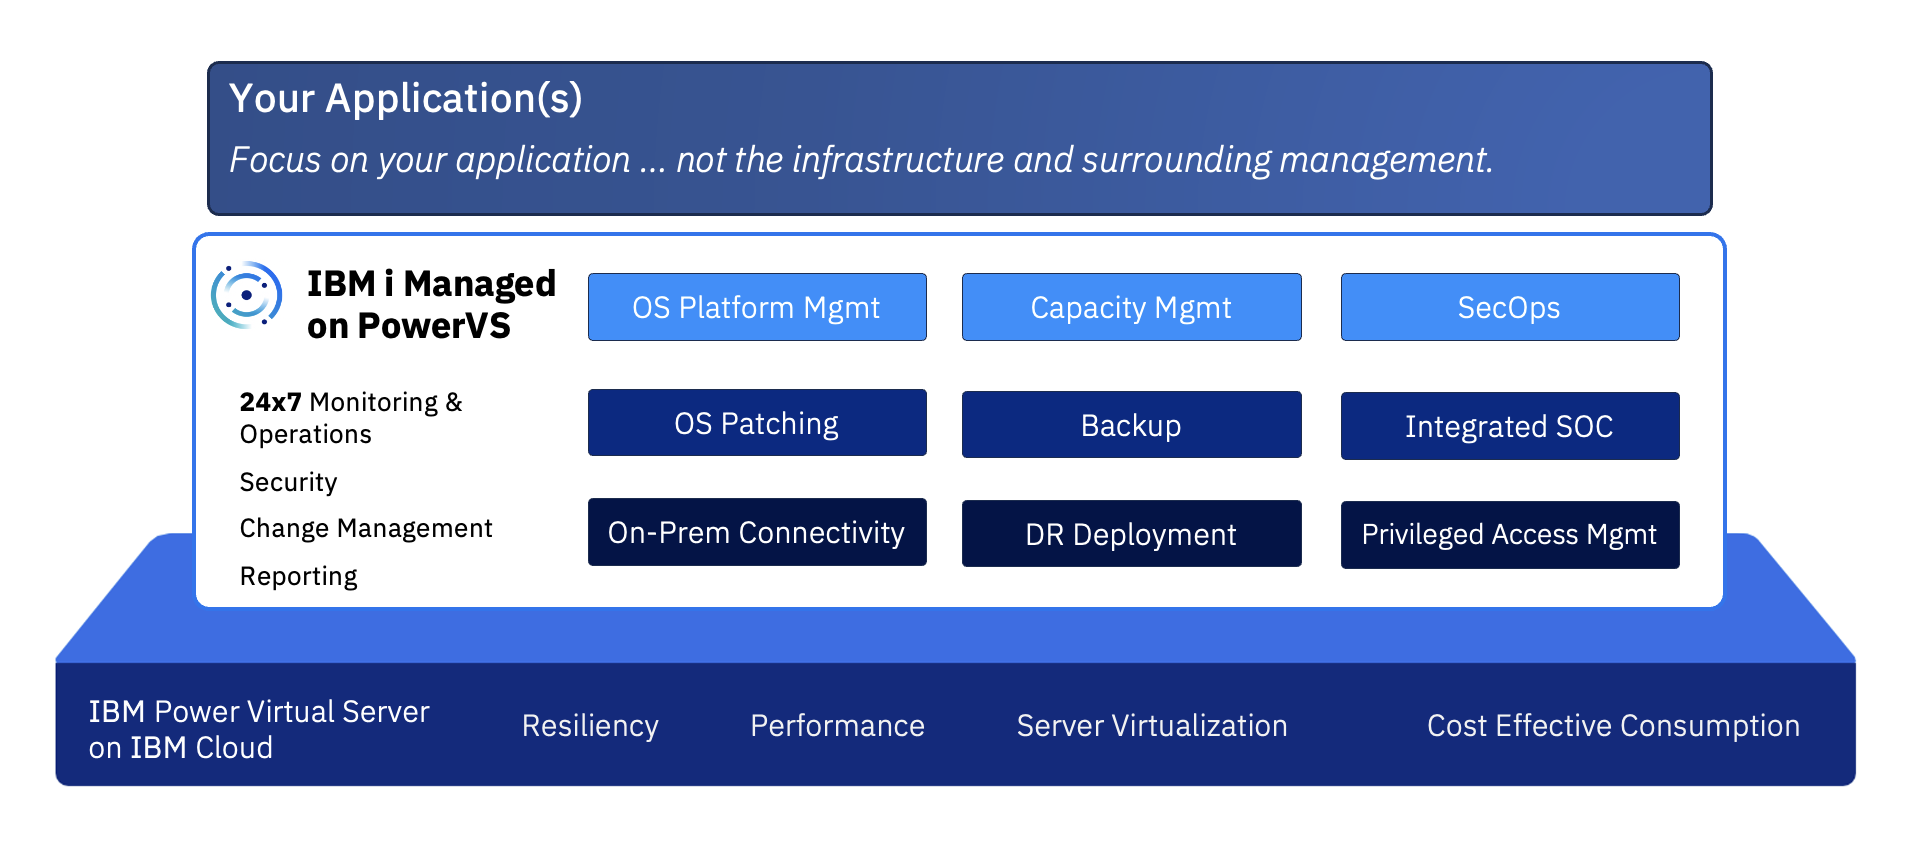 Your Application(s)
Focus on your application ... not the infrastructure and surrounding management.
IBM i Managed
on PowerVS
24x7 Monitoring &
Operations
Security
Change Management
Reporting
OS Platform Mgmt
Capacity Mgmt
SecOps
OS Patching
Backup
Integrated SOC
On-Prem Connectivity
DR Deployment
Privileged Access Mgmt
IBM Power Virtual Server
on IBM Cloud
Resiliency
Performance
Server Virtualization
Cost Effective Consumption